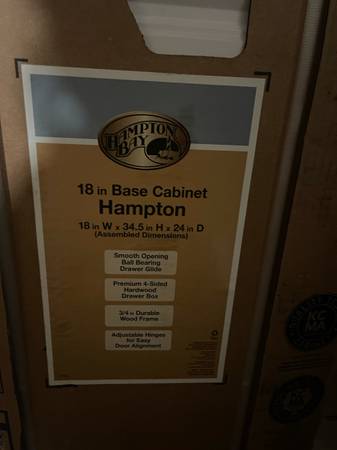 HAMPTON
BAY
18 in Base Cabinet
Hampton
18 in W x 34.5 in H x 24 in D
(Assembled Dimensions)
Smooth Opening
Ball Bearing
Drawer Glide
Premium 4-Sided
Hardwood
Drawer Box
3/4 in Durable
Wood Frame
Adjustable Hinges
for Easy
Door Alignment
KC
MA